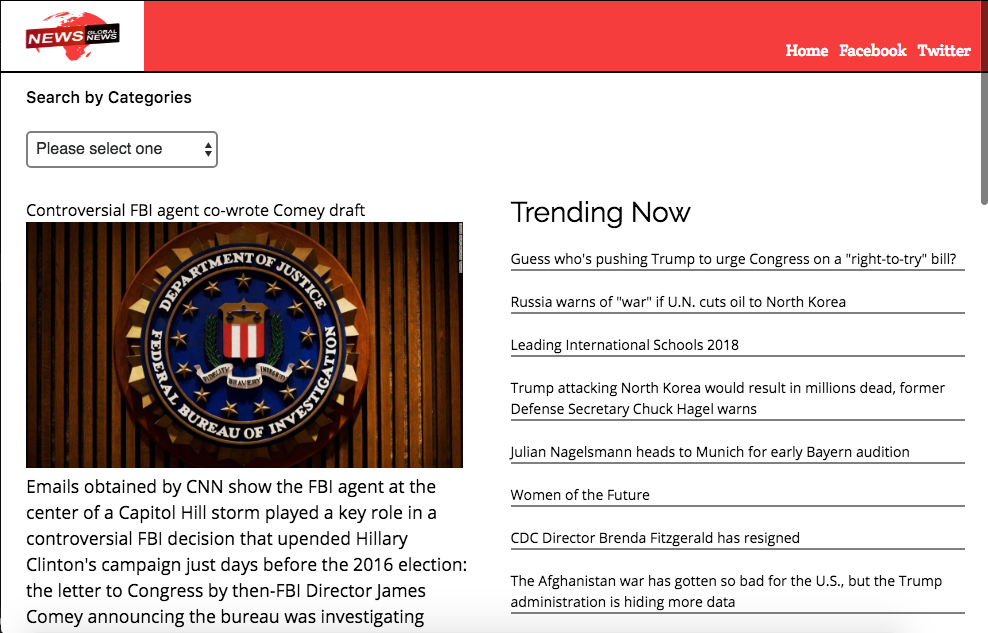 NEWS GLOBAL NEWS
Home Facebook Twitter
Search by Categories
Please select one
Controversial FBI agent co-wrote Comey draft
DEPARTMENT OF JUSTICE
FIDELITY BRAVERY INTEGRITY
FEDERAL BUREAU OF INVESTIGATION
Emails obtained by CNN show the FBI agent at the
center of a Capitol Hill storm played a key role in a
controversial FBI decision that upended Hillary
Clinton's campaign just days before the 2016 election:
the letter to Congress by then-FBI Director James
Comey announcing the bureau was investigating
Trending Now
Guess who's pushing Trump to urge Congress on a "right-to-try" bill?
Russia warns of "war" if U.N. cuts oil to North Korea
Leading International Schools 2018
Trump attacking North Korea would result in millions dead, former
Defense Secretary Chuck Hagel warns
Julian Nagelsmann heads to Munich for early Bayern audition
Women of the Future
CDC Director Brenda Fitzgerald has resigned
The Afghanistan war has gotten so bad for the U.S., but the Trump
administration is hiding more data